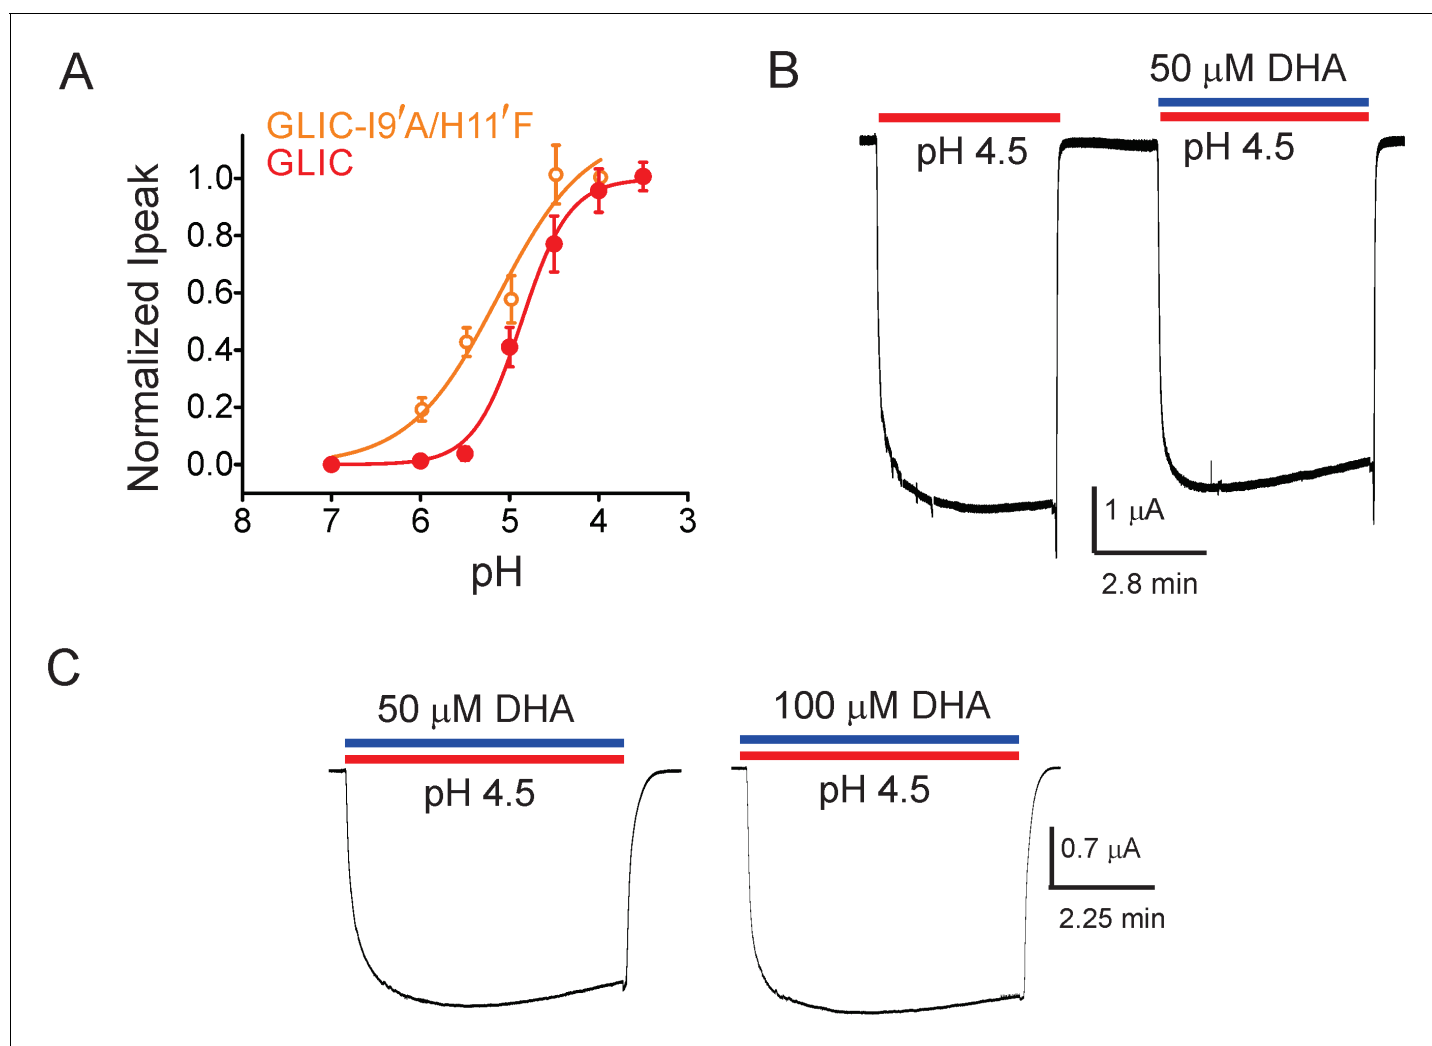 A
GLIC-I9′A/H11′F
GLIC
Normalized Ipeak
1.0
0.8
0.6
0.4
0.2
0.0
8 7 6 5 4 3
pH
B
50 μM DHA
pH 4.5
pH 4.5
1 μA
2.8 min
C
50 μM DHA
pH 4.5
100 μM DHA
pH 4.5
0.7 μA
2.25 min